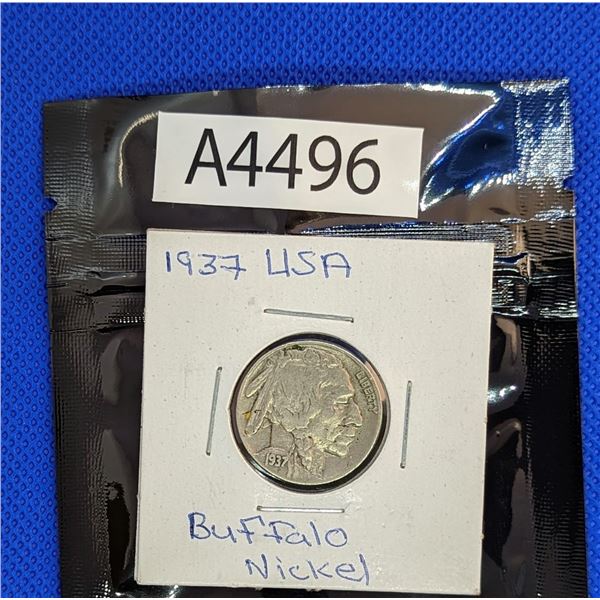 A4496
1937 USA
LIBERTY
1937
Buffalo
Nickel